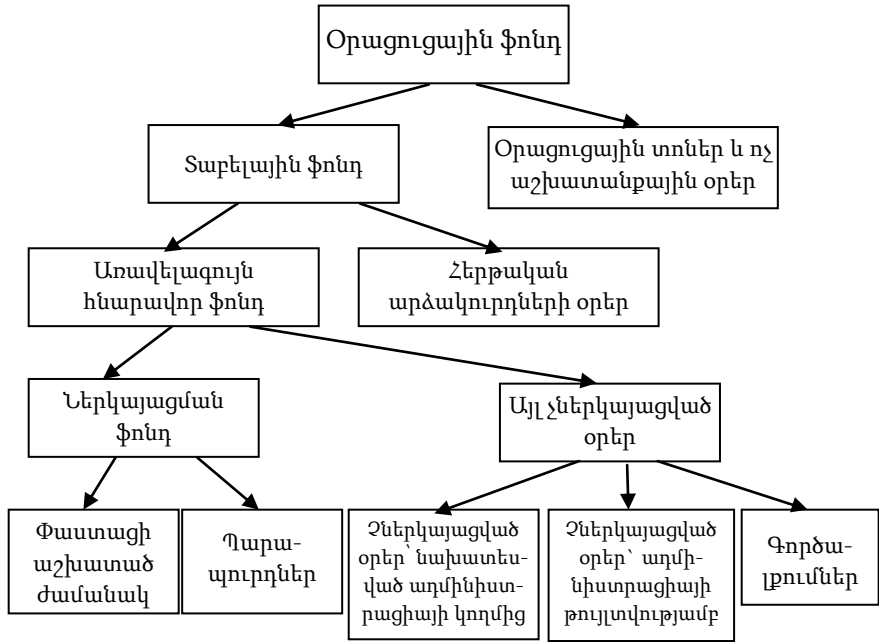 Օրացուցային ֆոնդ
Տաբելային ֆոնդ
Օրացուցային տոներ և ոչ
աշխատանքային օրեր
Առավելագույն
հնարավոր ֆոնդ
Հերթական
արձակուրդների օրեր
Ներկայացման
ֆոնդ
Այլ չներկայացված
օրեր
Փաստացի
աշխատած
ժամանակ
Պարա-
պուրդներ
Չներկայացված
օրեր՝ նախատես-
ված ադմինիստ-
րացիայի կողմից
Չներկայացված
օրեր՝ ադմի-
նիստրացիայի
թույլտվությամբ
Գործա-
լքումներ